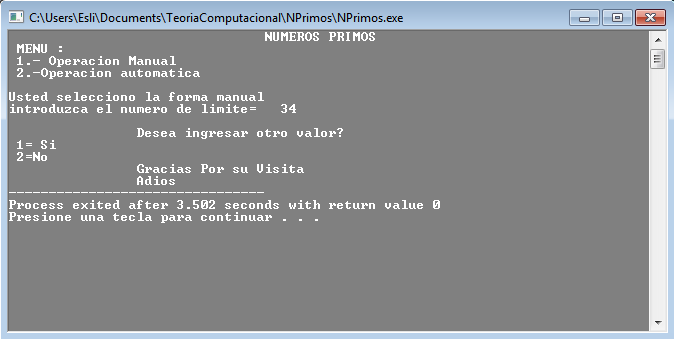 C:\Users\Esli\Documents\TeoriaComputacional\NPrimos\NPrimos.exe
NUMEROS PRIMOS
MENU :
1.- Operacion Manual
2.-Operacion automatica
Usted selecciono la forma manual
introduzca el numero de limite= 34
Desea ingresar otro valor?
1= Si
2=No
Gracias Por su Visita
Adios
--------------------------------
Process exited after 3.502 seconds with return value 0
Presione una tecla para continuar . . .